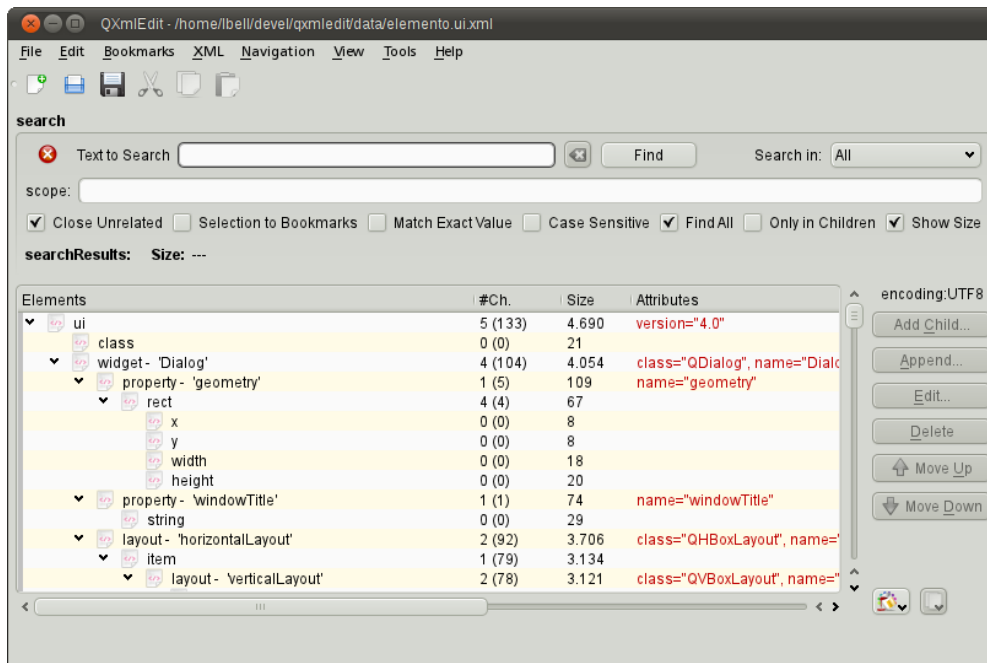 QXmlEdit - /home/lbell/devel/qxmledit/data/elemento.ui.xml
File Edit Bookmarks XML Navigation View Tools Help
search
Text to Search Find Search in: All
scope:
Close Unrelated Selection to Bookmarks Match Exact Value Case Sensitive Find All Only in Children Show Size
searchResults: Size: ---
Elements #Ch. Size Attributes encoding:UTF8
ui 5 (133) 4.690 version="4.0" Add Child...
class 0 (0) 21
widget - 'Dialog' 4 (104) 4.054 class="QDialog", name="Dialo Append...
property - 'geometry' 1 (5) 109 name="geometry"
rect 4 (4) 67 Edit...
x 0 (0) 8
y 0 (0) 8 Delete
width 0 (0) 18
height 0 (0) 20 Move Up
property - 'windowTitle' 1 (1) 74 name="windowTitle" Move Down
string 0 (0) 29
layout - 'horizontalLayout' 2 (92) 3.706 class="QHBoxLayout", name='
item 1 (79) 3.134
layout - 'verticalLayout' 2 (78) 3.121 class="QVBoxLayout", name="